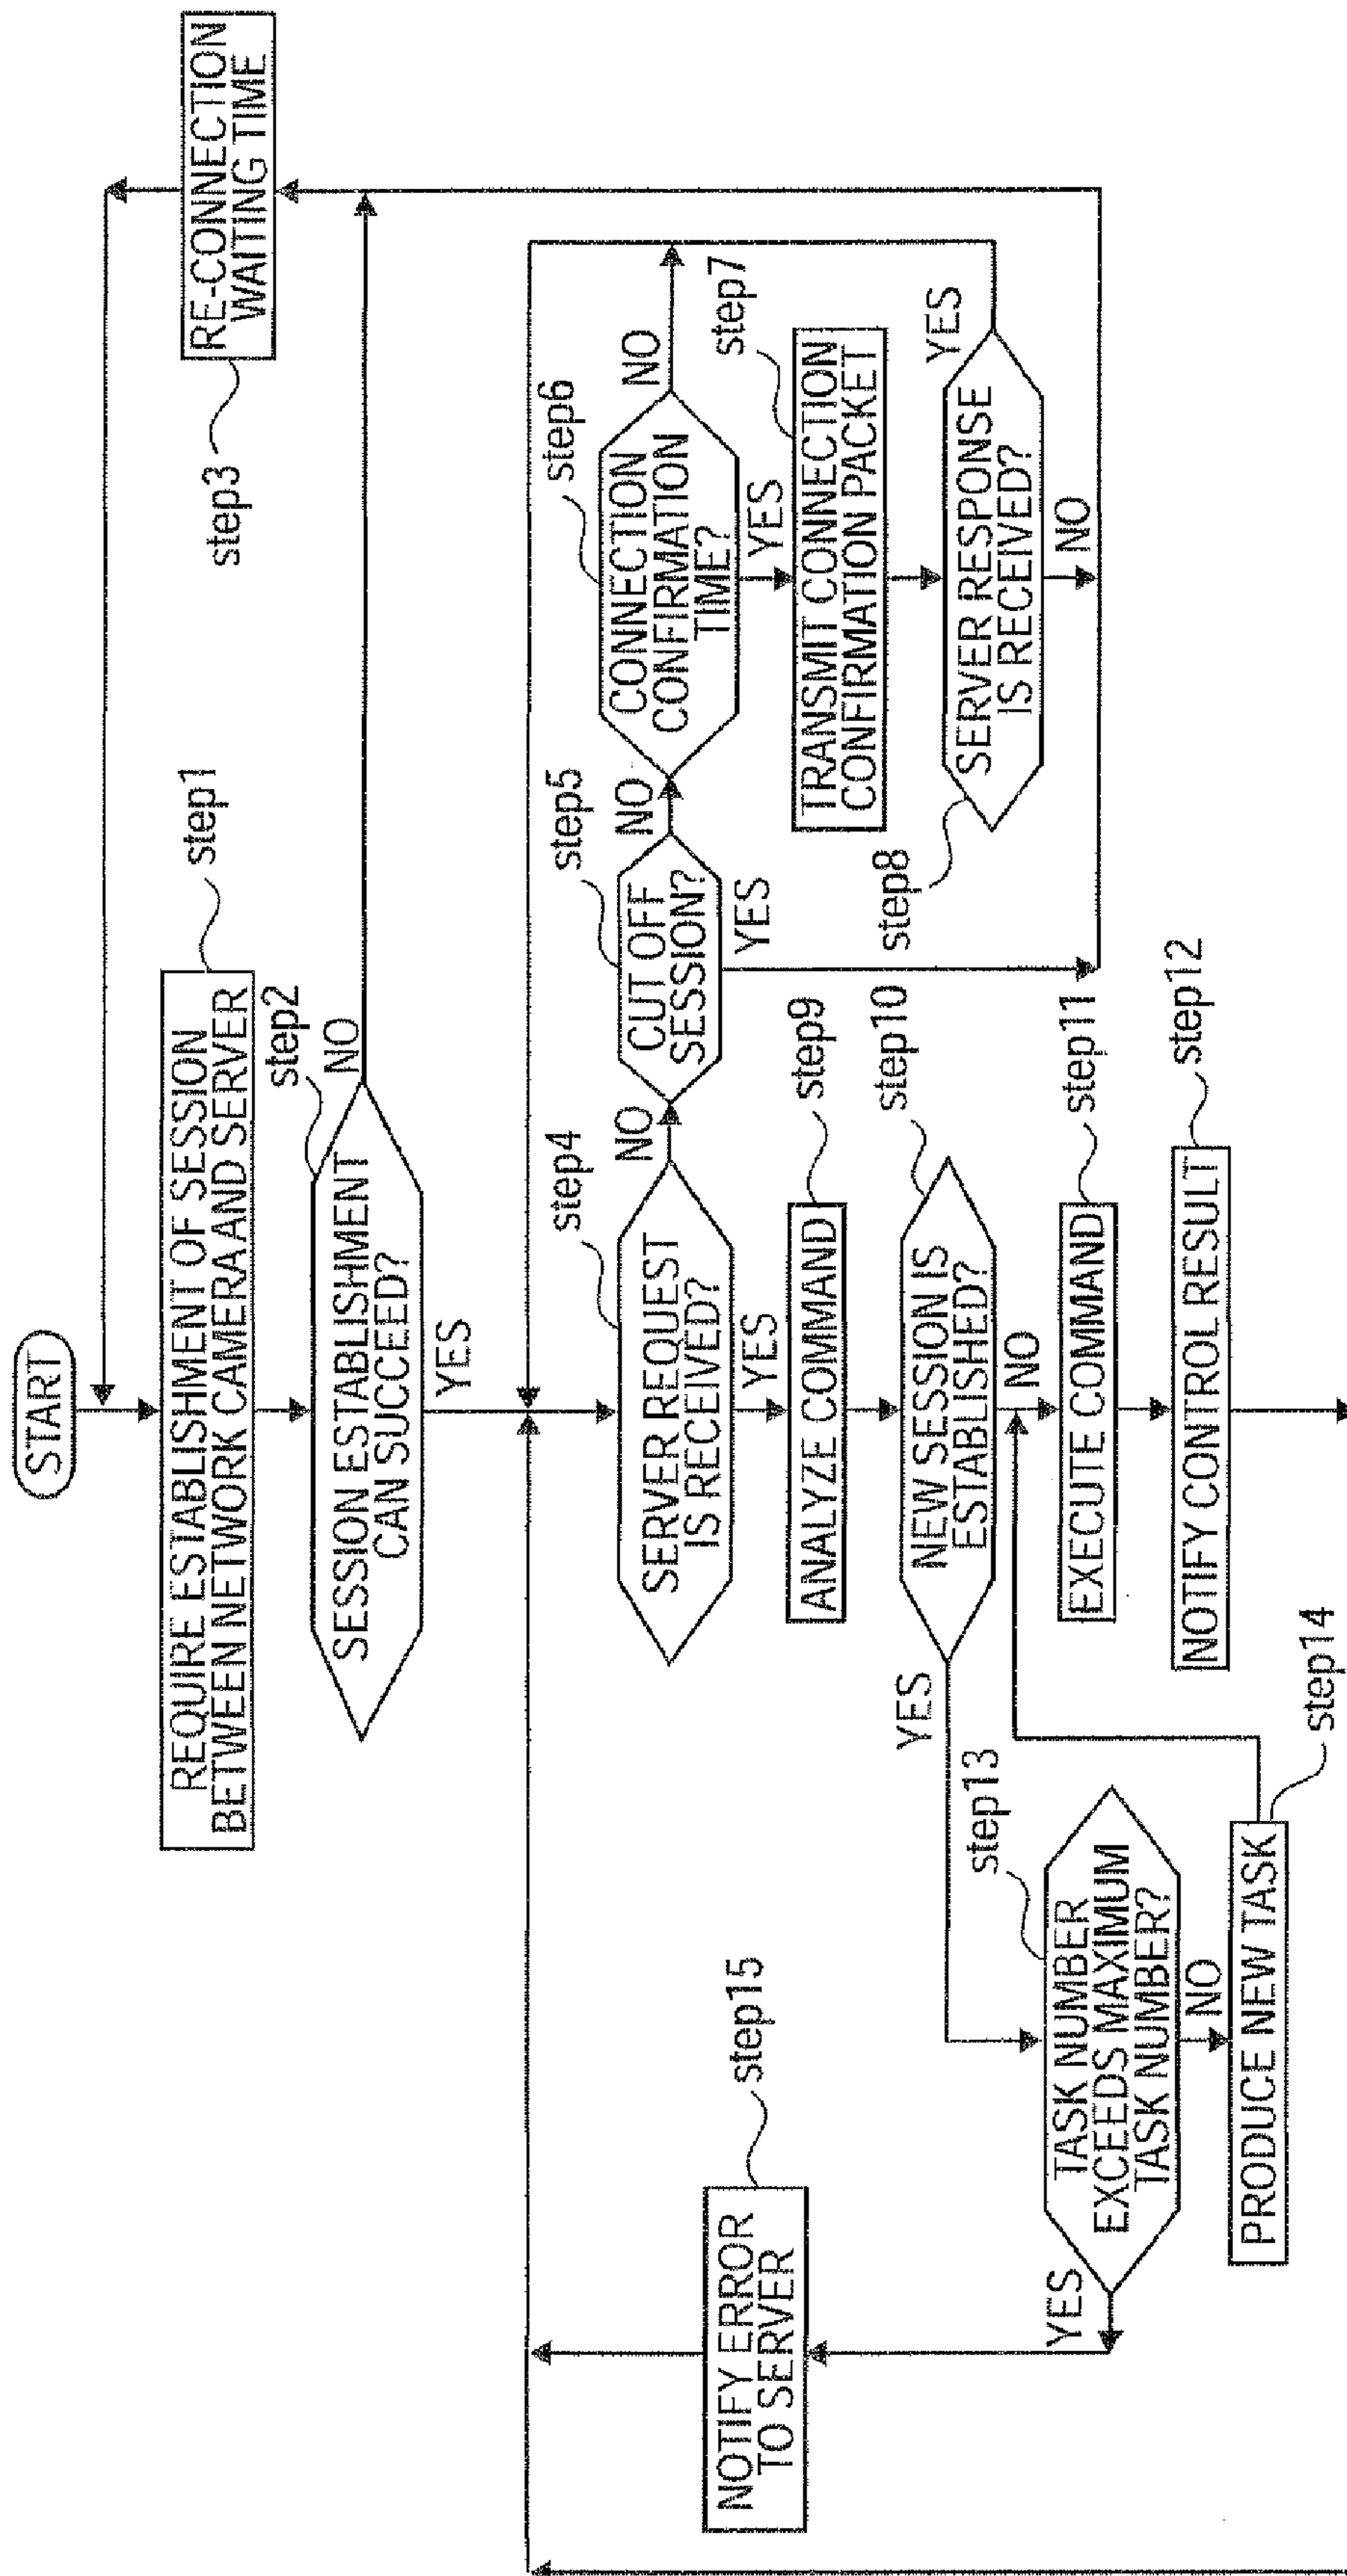 START
REQUIRE ESTABLISHMENT OF SESSION
BETWEEN NETWORK CAMERA AND SERVER
step1
SESSION ESTABLISHMENT
CAN SUCCEED?
step2
NO
YES
RE-CONNECTION
WAITING TIME
step3
SERVER REQUEST
IS RECEIVED?
step4
NO
YES
CUT OFF
SESSION?
step5
NO
YES
CONNECTION
CONFIRMATION
TIME?
step6
NO
YES
TRANSMIT CONNECTION
CONFIRMATION PACKET
step7
SERVER RESPONSE
IS RECEIVED?
step8
YES
NO
ANALYZE COMMAND
step9
NEW SESSION IS
ESTABLISHED?
step10
YES
NO
EXECUTE COMMAND
step11
NOTIFY CONTROL RESULT
step12
TASK NUMBER
EXCEEDS MAXIMUM
TASK NUMBER?
step13
YES
NO
PRODUCE NEW TASK
step14
NOTIFY ERROR
TO SERVER
step15